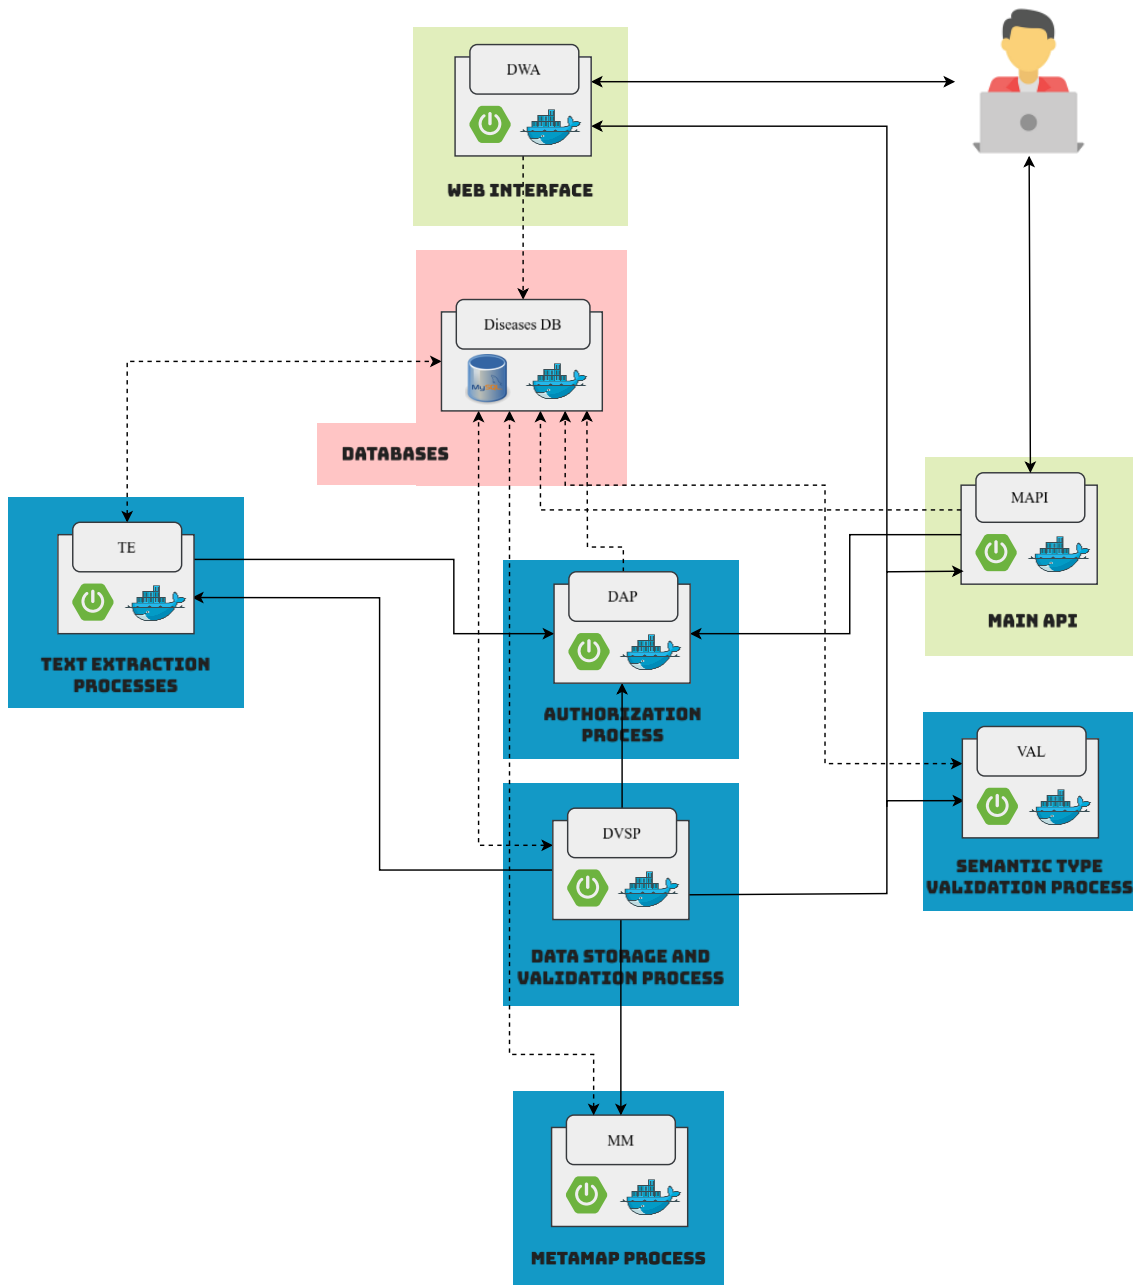 DWA
WEB INTERFACE
Diseases DB
DATABASES
MAPI
MAIN API
TE
TEXT EXTRACTION
PROCESSES
DAP
AUTHORIZATION
PROCESS
VAL
SEMANTIC TYPE
VALIDATION PROCESS
DVSP
DATA STORAGE AND
VALIDATION PROCESS
MM
METAMAP PROCESS